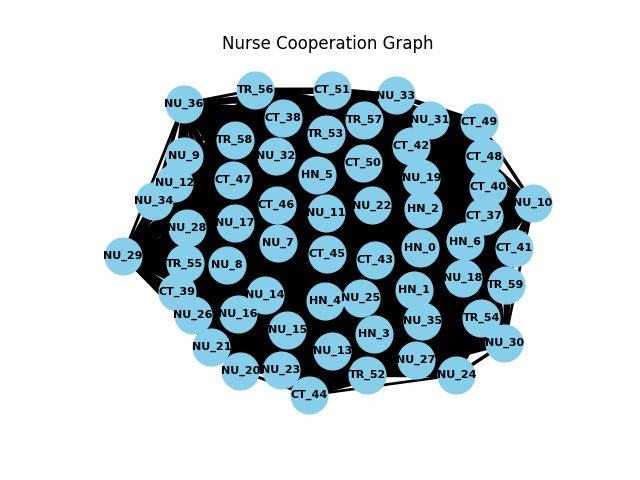 Nurse Cooperation Graph
TR_56
CT_51
NU_33
NU_36
CT_38
TR_57
NU_31
CT_49
TR_53
TR_58
CT_42
NU_9
NU_32
CT_48
CT_50
HN_5
NU_12
CT_47
NU_19
CT_40
NU_34
CT_46
NU_22
NU_10
NU_11
HN_2
CT_37
NU_28
NU_17
NU_7
HN_6
HN_0
CT_41
NU_29
CT_45
CT_43
TR_55
NU_8
NU_18
TR_59
CT_39
NU_14
HN_1
NU_25
HN_4
NU_26
NU_16
TR_54
NU_35
NU_15
HN_3
NU_30
NU_21
NU_13
NU_27
NU_20
NU_23
TR_52
NU_24
CT_44